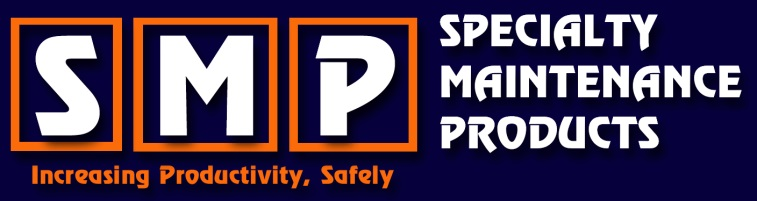 SMP
Increasing Productivity, Safely
SPECIALTY
MAINTENANCE
PRODUCTS